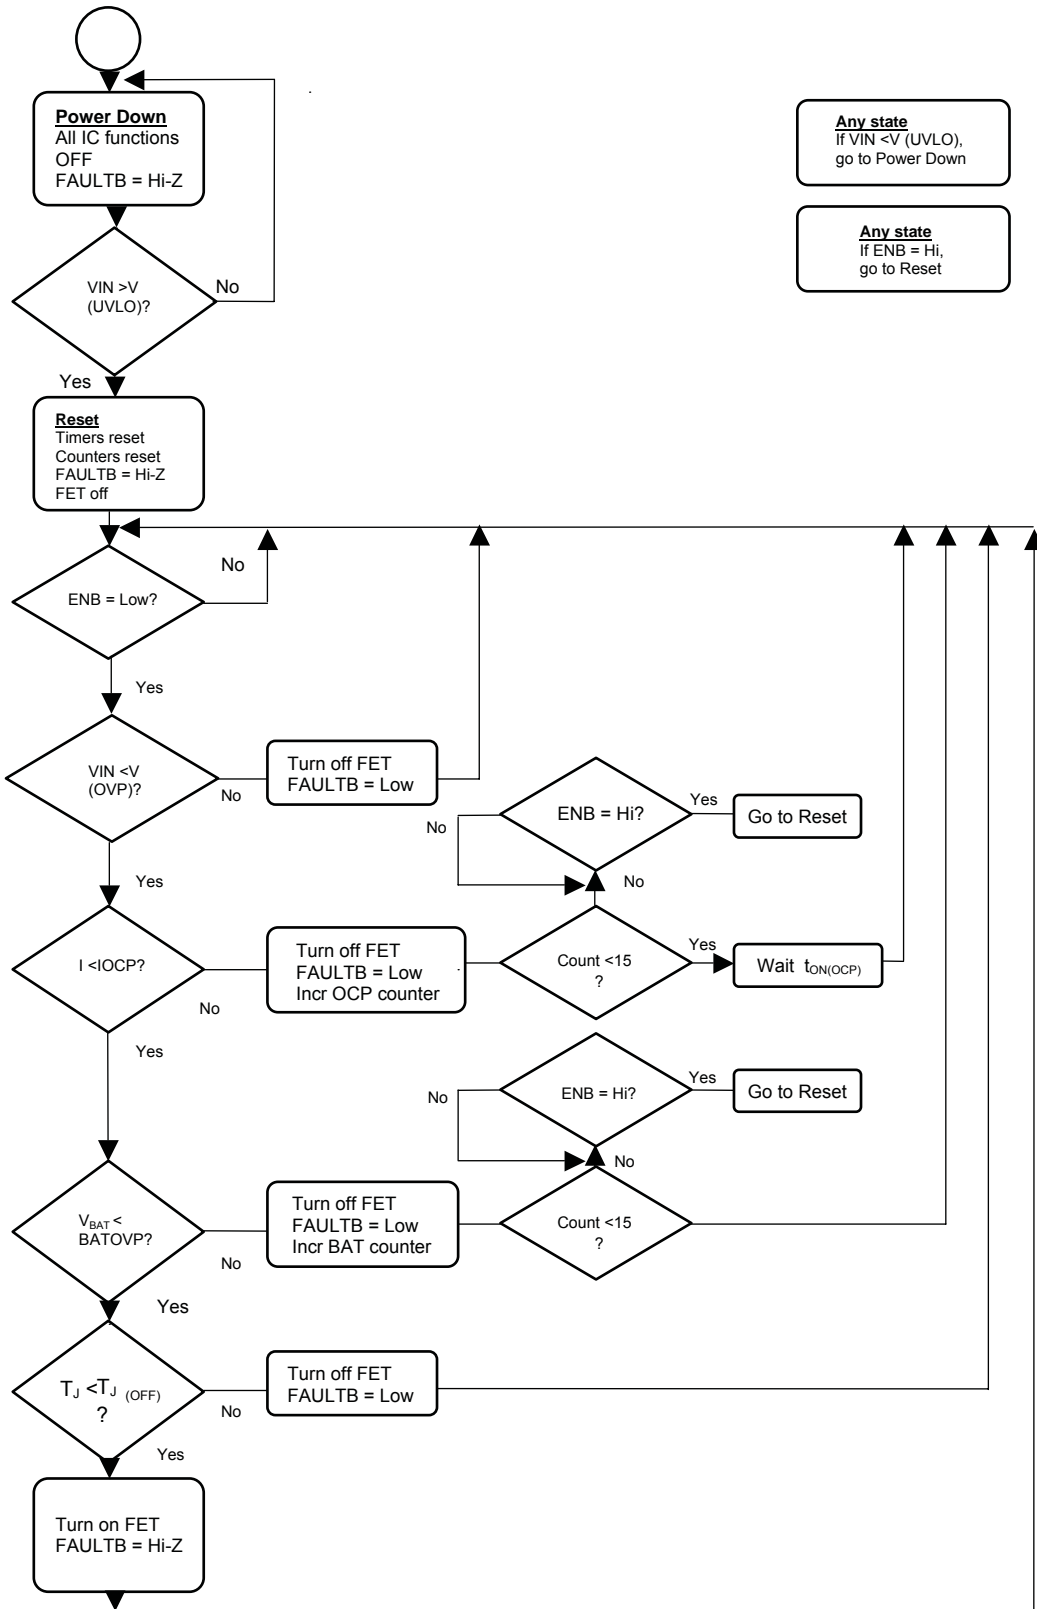 Power Down
All IC functions
OFF
FAULTB = Hi-Z
Any state
If VIN <V (UVLO),
go to Power Down
Any state
If ENB = Hi,
go to Reset
VIN >V
(UVLO)?
No
Yes
Reset
Timers reset
Counters reset
FAULTB = Hi-Z
FET off
ENB = Low?
No
Yes
VIN <V
(OVP)?
No
Turn off FET
FAULTB = Low
Yes
ENB = Hi?
Yes
Go to Reset
No
No
I <IOCP?
No
Turn off FET
FAULTB = Low
Incr OCP counter
Count <15
?
Yes
Wait tON(OCP)
Yes
ENB = Hi?
Yes
Go to Reset
No
No
VBAT <
BATOVP?
No
Turn off FET
FAULTB = Low
Incr BAT counter
Count <15
?
Yes
TJ <TJ (OFF)
?
No
Turn off FET
FAULTB = Low
Yes
Turn on FET
FAULTB = Hi-Z